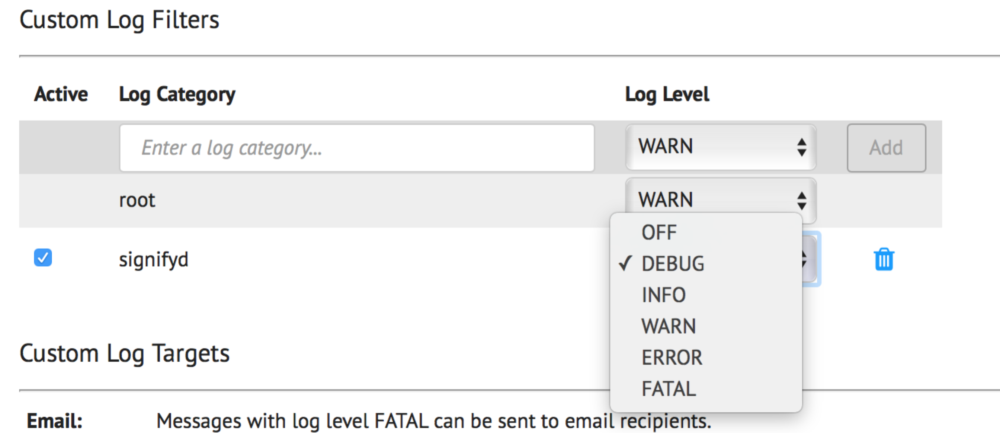 Custom Log Filters
Active Log Category Log Level
Enter a log category... WARN Add
root WARN
OFF
signifyd DEBUG
INFO
WARN
Custom Log Targets ERROR
FATAL
Email: Messages with log level FATAL can be sent to email recipients.